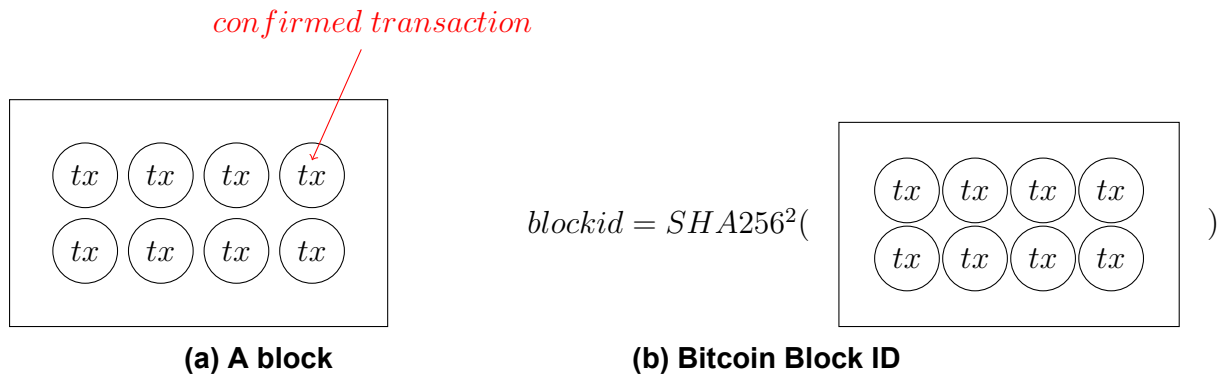 confirmed transaction
tx tx tx tx
tx tx tx tx
blockid = SHA256²(
tx tx tx tx
tx tx tx tx
)
(a) A block
(b) Bitcoin Block ID